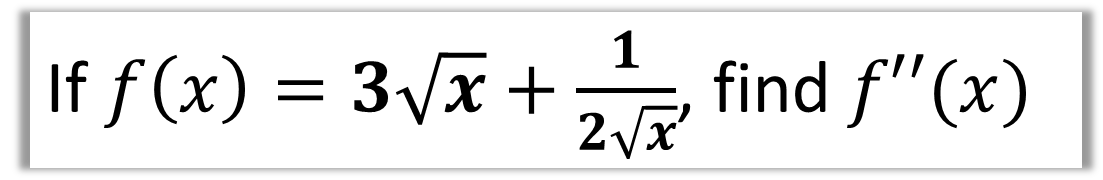 If f(x) = 3√x + 1/(2√x), find f''(x)